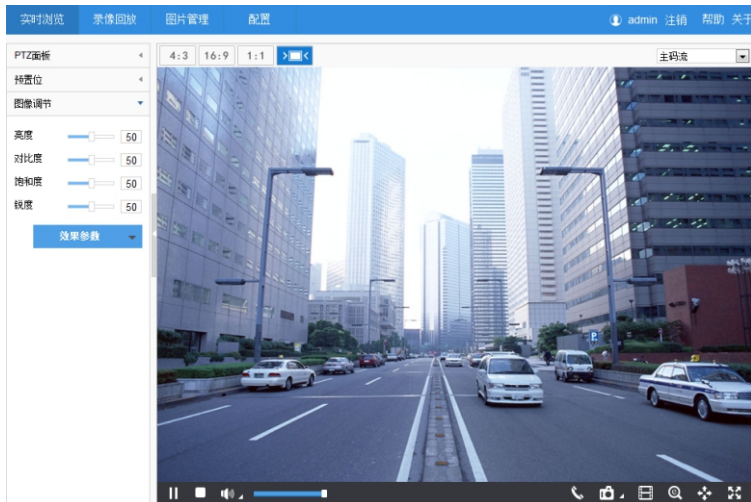 实时浏览 录像回放 图片管理 配置 admin 注销 帮助 关于
PTZ面板 4:3 16:9 1:1 主码流
预置位
图像调节
亮度 50
对比度 50
饱和度 50
锐度 50
效果参数
P